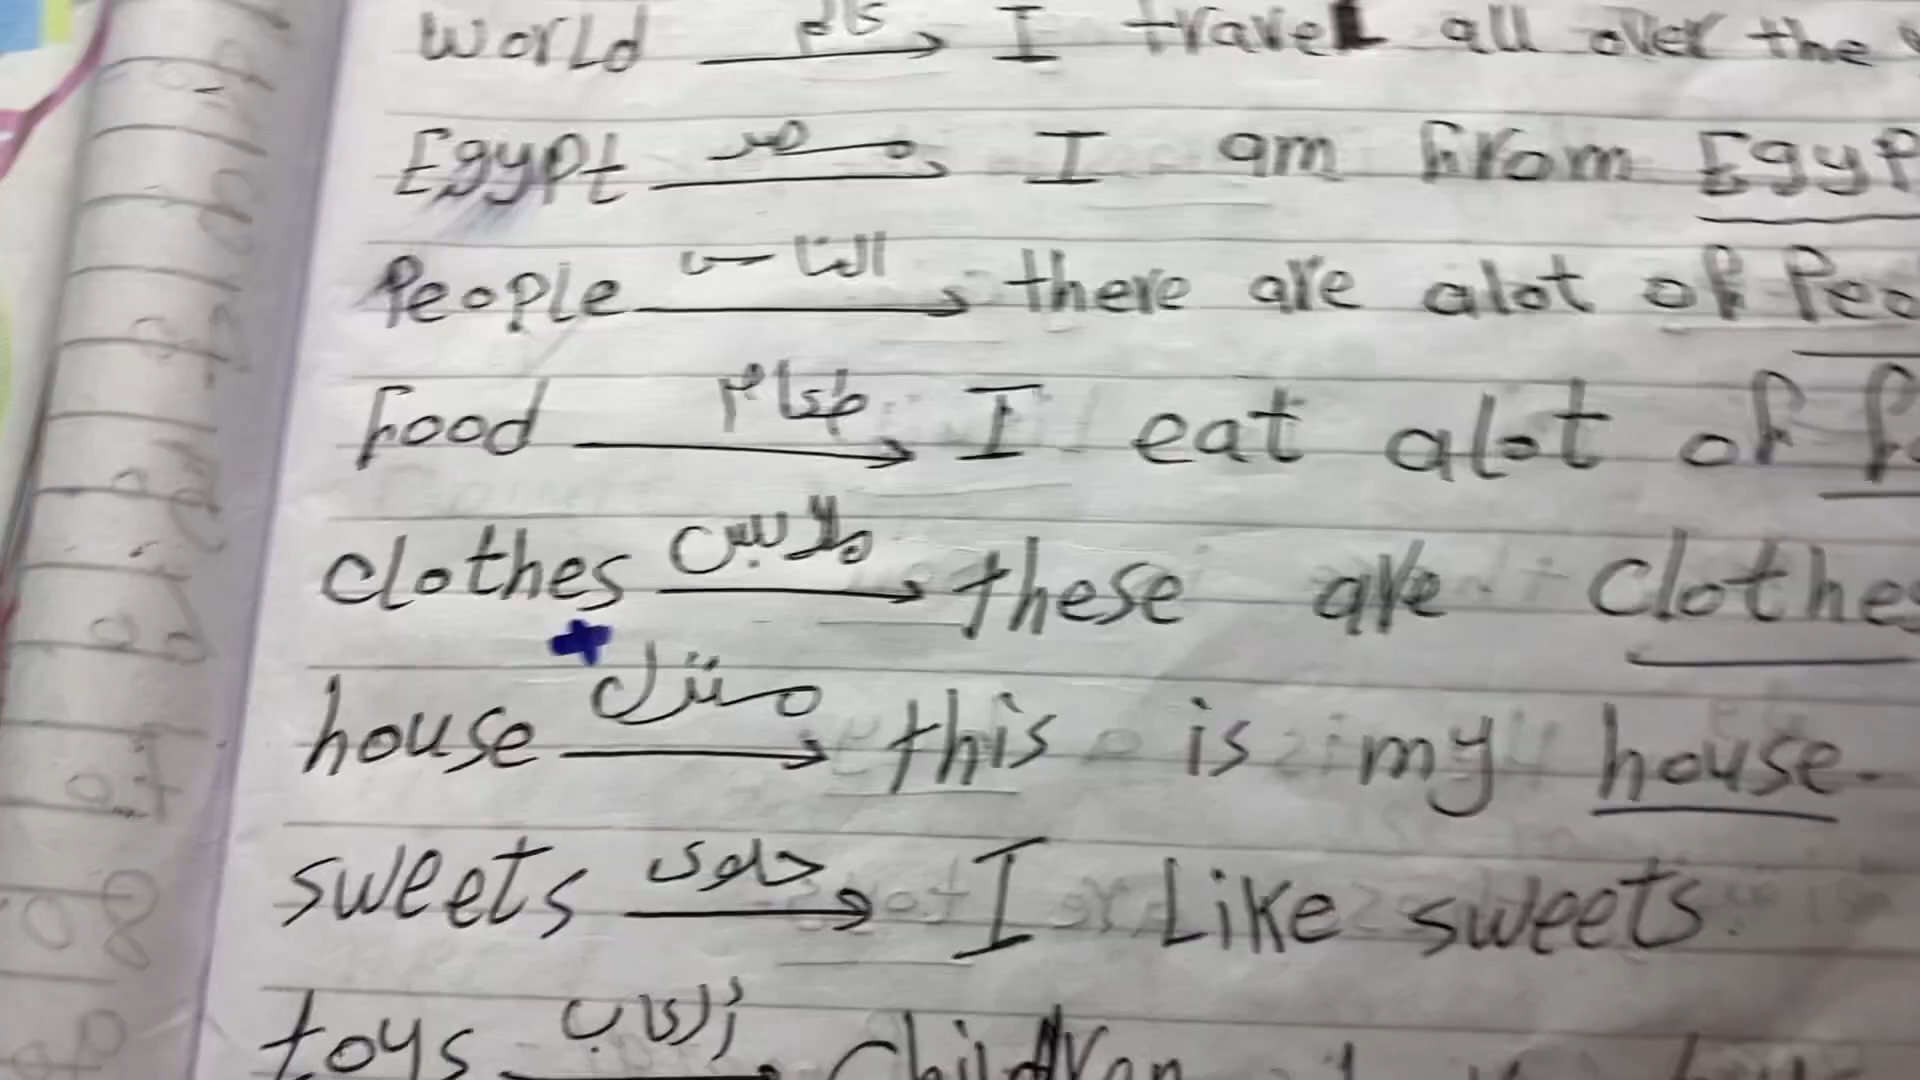 World عالم I travel all over the
Egypt مصر I am from Egyp
People الناس there are alot of Peo
Food طعام I eat alot of fo
clothes ملابس these are clothes
house منزل this is my house.
sweets حلوى I Like sweets.
toys ألعاب Children